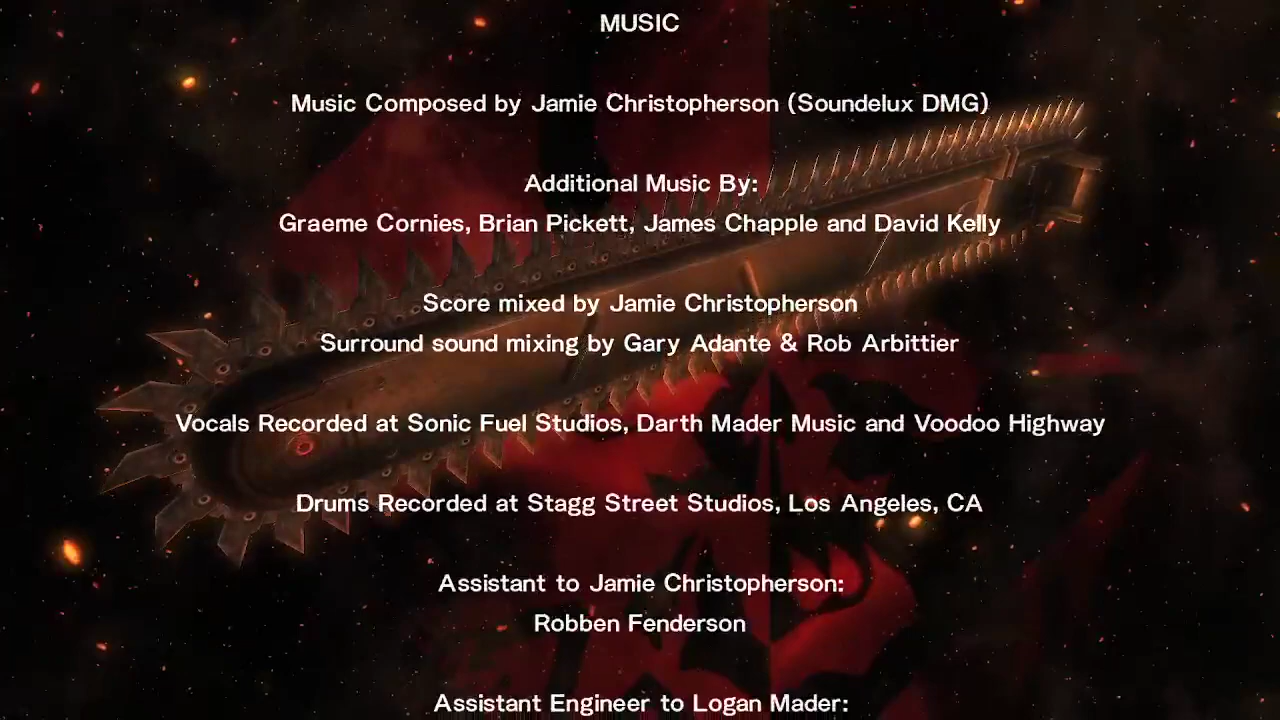 MUSIC
Music Composed by Jamie Christopherson (Soundelux DMG)
Additional Music By:
Graeme Cornies, Brian Pickett, James Chapple and David Kelly
Score mixed by Jamie Christopherson
Surround sound mixing by Gary Adante & Rob Arbittier
Vocals Recorded at Sonic Fuel Studios, Darth Mader Music and Voodoo Highway
Drums Recorded at Stagg Street Studios, Los Angeles, CA
Assistant to Jamie Christopherson:
Robben Fenderson
Assistant Engineer to Logan Mader: